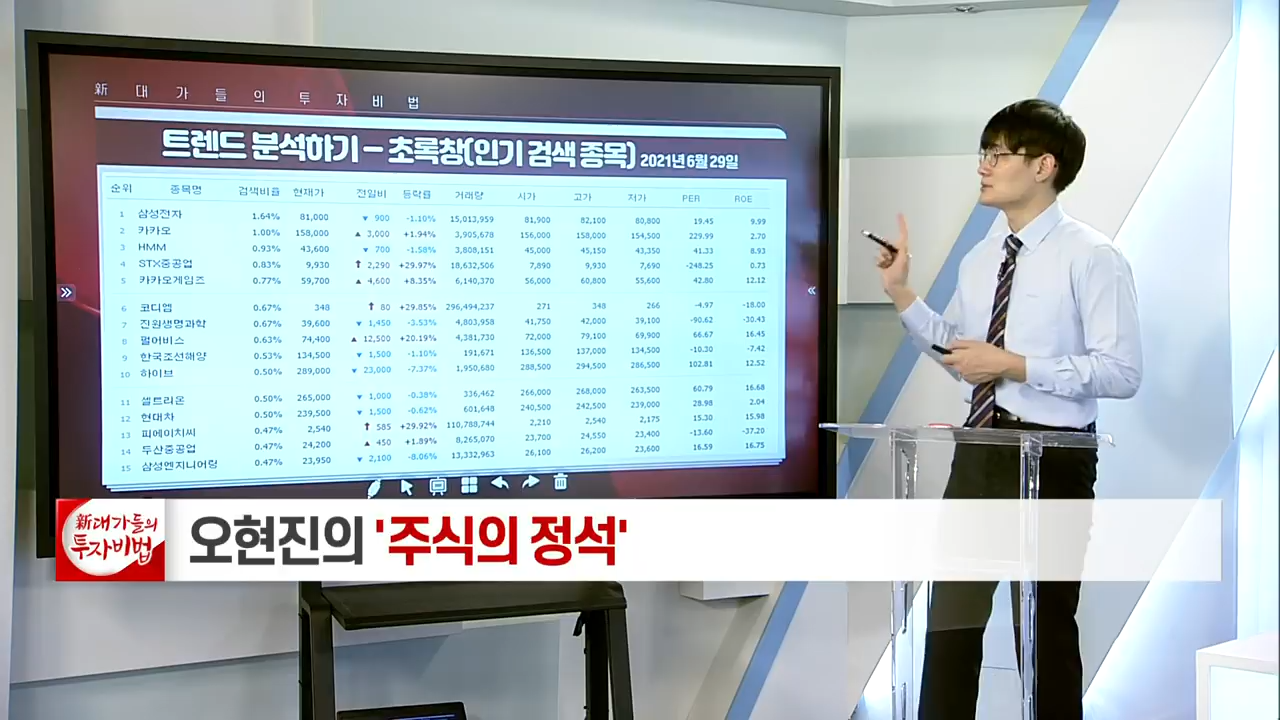 新 대 가 들 의 투 자 비 법
트렌드 분석하기 - 초록창(인기 검색 종목) 2021년 6월 29일
순위 종목명 검색비율 현재가 전일비 등락률 거래량 시가 고가 저가 PER ROE
1 삼성전자 1.64% 81,000 ▼ 900 -1.10% 15,013,959 81,900 82,100 80,800 19.45 9.99
2 카카오 1.00% 158,000 ▲ 3,000 +1.94% 3,905,678 156,000 158,000 154,500 229.99 2.70
3 HMM 0.93% 43,600 ▼ 700 -1.58% 3,808,151 45,000 45,150 43,350 41.33 8.93
4 STX중공업 0.83% 9,930 ↑ 2,290 +29.97% 18,632,506 7,890 9,930 7,690 -248.25 0.73
5 카카오게임즈 0.77% 59,700 ▲ 4,600 +8.35% 6,140,370 56,000 60,800 55,600 42.80 12.12
6 코디엠 0.67% 348 ↑ 80 +29.85% 296,494,237 271 348 266 -4.97 -18.00
7 진원생명과학 0.67% 39,600 ▼ 1,450 -3.53% 4,803,958 41,750 42,000 39,100 -90.62 -30.43
8 펄어비스 0.63% 74,400 ▲ 12,500 +20.19% 4,381,730 72,000 79,100 69,900 66.67 16.45
9 한국조선해양 0.53% 134,500 ▼ 1,500 -1.10% 191,671 136,500 137,000 134,500 -10.30 -7.42
10 하이브 0.50% 289,000 ▼ 23,000 -7.37% 1,950,680 288,500 294,500 286,500 102.81 12.52
11 셀트리온 0.50% 265,000 ▼ 1,000 -0.38% 336,462 266,000 268,000 263,500 60.79 16.68
12 현대차 0.50% 239,500 ▼ 1,500 -0.62% 601,648 240,500 242,500 239,000 28.98 2.04
13 피에이치씨 0.47% 2,540 ↑ 585 +29.92% 110,788,744 2,210 2,540 2,175 15.30 15.98
14 두산중공업 0.47% 24,200 ▲ 450 +1.89% 8,265,070 23,700 24,550 23,400 -13.60 -37.20
15 삼성엔지니어링 0.47% 23,950 ▼ 2,100 -8.06% 13,332,963 26,100 26,200 23,600 16.59 16.75
新대가들의
투자비법
오현진의 '주식의 정석'